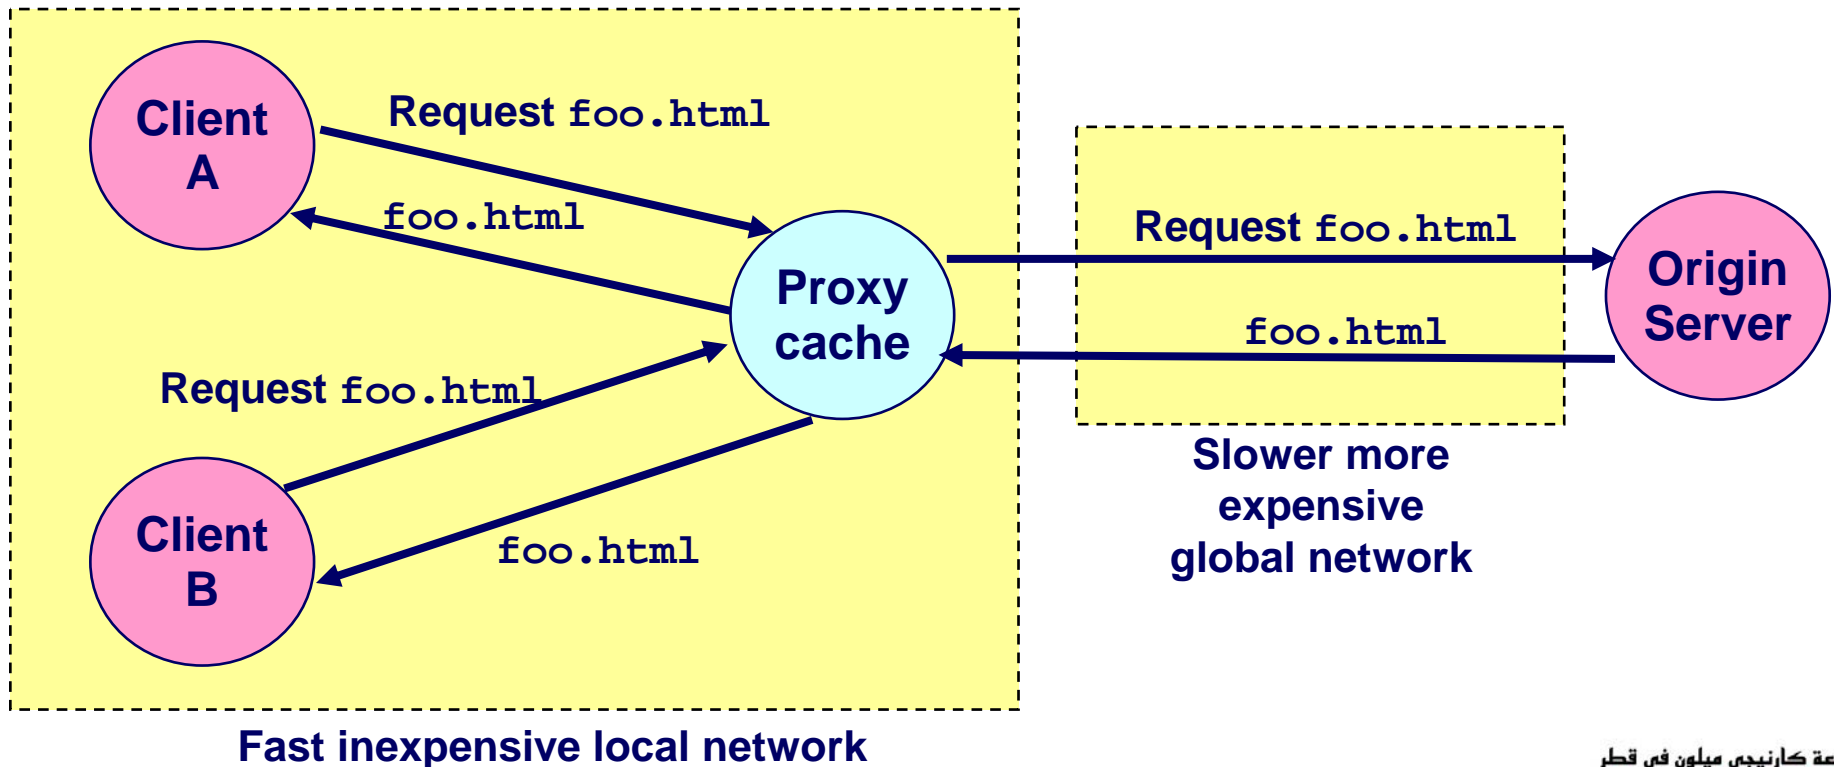 Client
A
Request foo.html
foo.html
Proxy
cache
Request foo.html
foo.html
Client
B
Request foo.html
foo.html
Origin
Server
Slower more
expensive
global network
Fast inexpensive local network
كارنيجي ميلون في قطر